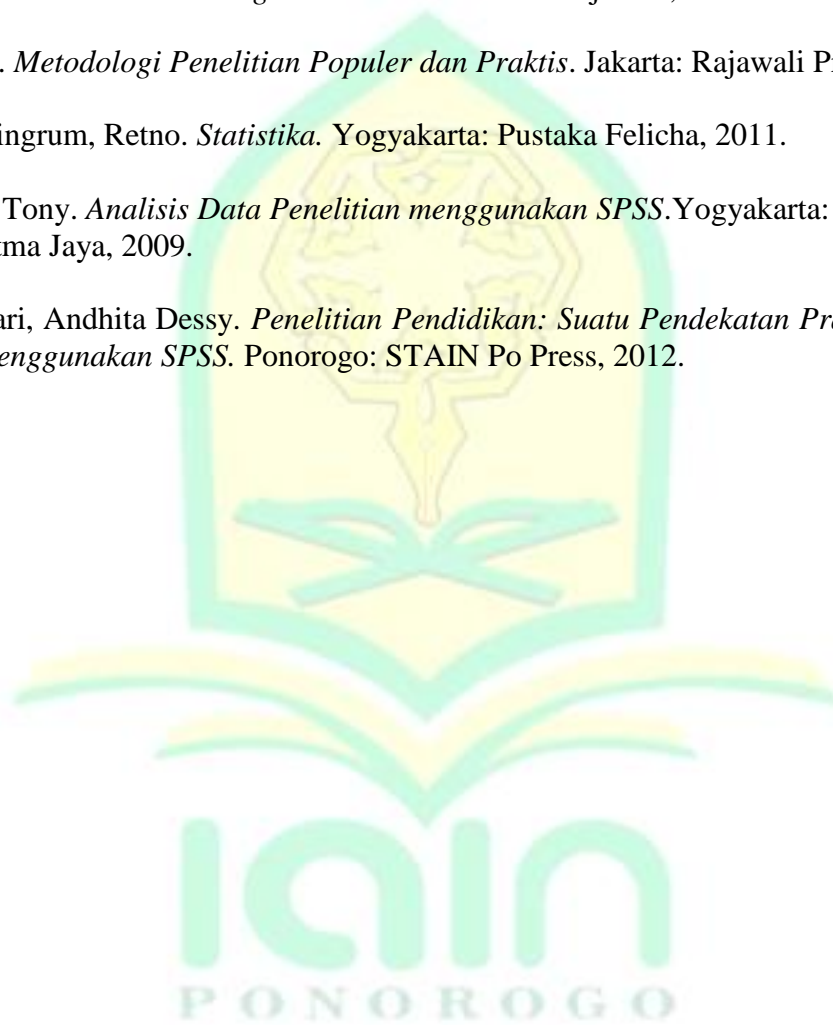 . Metodologi Penelitian Populer dan Praktis. Jakarta: Rajawali
ingrum, Retno. Statistika. Yogyakarta: Pustaka Felicha, 2011.
Tony. Analisis Data Penelitian menggunakan SPSS.Yogyakarta:
tma Jaya, 2009.
ari, Andhita Dessy. Penelitian Pendidikan: Suatu Pendekatan
enggunakan SPSS. Ponorogo: STAIN Po Press, 2012.
iain
PONOROGO